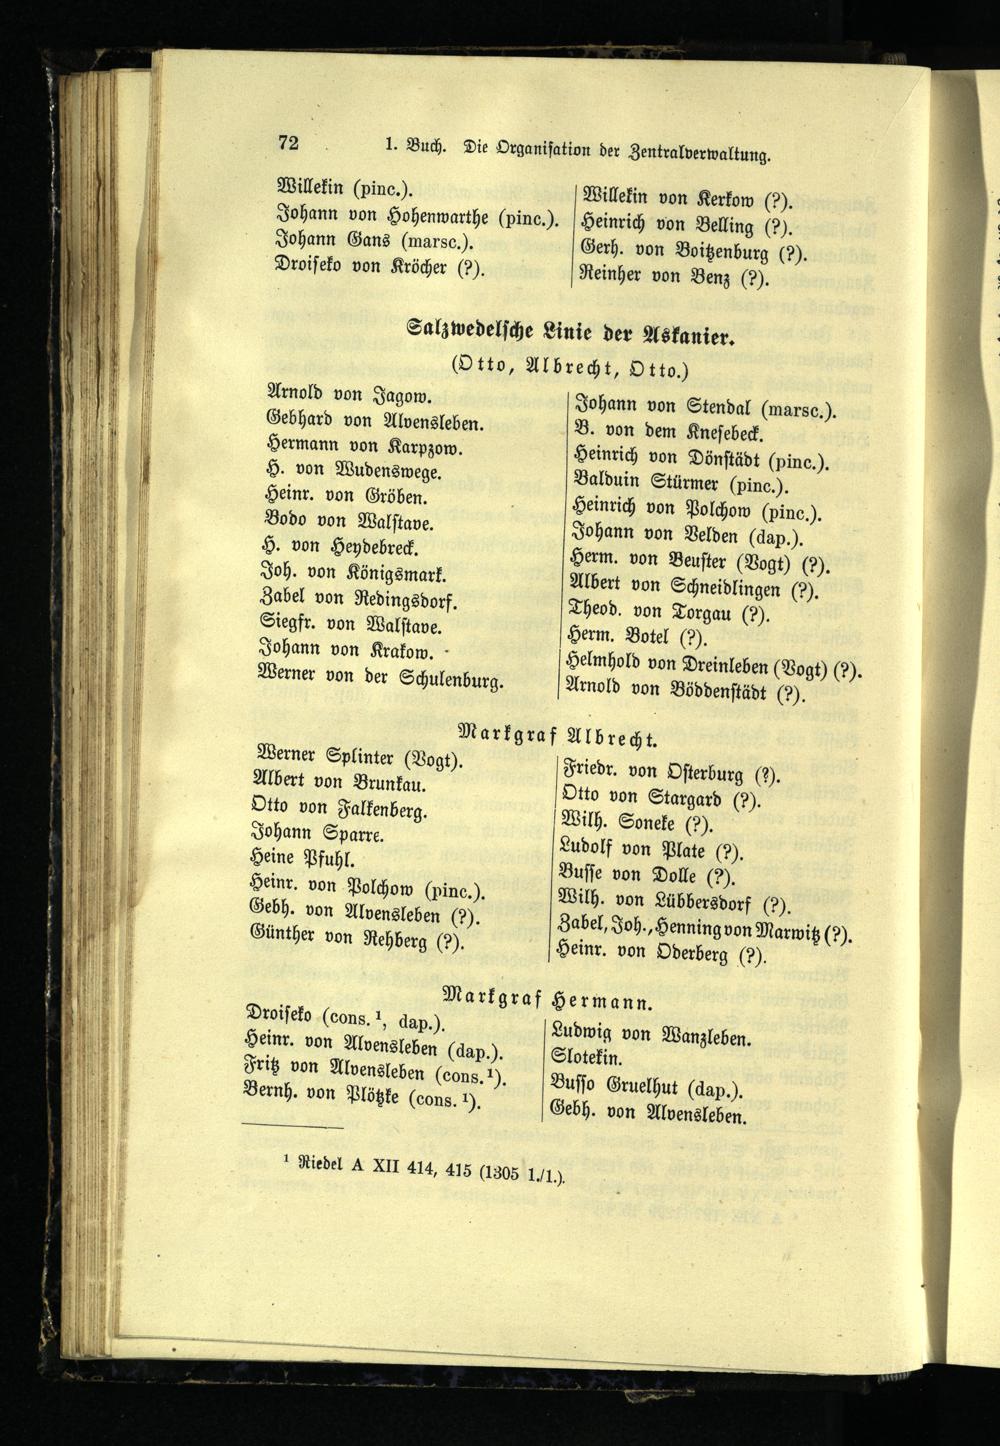 72 1. Buch. Die Organisation der Zentralverwaltung.
Willekin (pinc.).
Johann von Hohenwarthe (pinc.).
Johann Gans (marsc.).
Droiseko von Kröcher (?).
Willekin von Kerkow (?).
Heinrich von Belling (?).
Gerh. von Boitzenburg (?).
Reinher von Benz (?).
Salzwedelsche Linie der Askanier.
(Otto, Albrecht, Otto.)
Arnold von Jagow.
Gebhard von Alvensleben.
Hermann von Karpzow.
H. von Wudenswege.
Heinr. von Gröben.
Bodo von Walstave.
H. von Heydebreck.
Joh. von Königsmark.
Zabel von Redingsdorf.
Siegfr. von Walstave.
Johann von Krakow.
Werner von der Schulenburg.
Johann von Stendal (marsc.).
B. von dem Knesebeck.
Heinrich von Dönstädt (pinc.).
Balduin Stürmer (pinc.).
Heinrich von Polchow (pinc.).
Johann von Velden (dap.).
Herm. von Beuster (Vogt) (?).
Albert von Schneidlingen (?).
Theod. von Torgau (?).
Herm. Botel (?).
Helmhold von Dreinleben (Vogt) (?).
Arnold von Böddenstädt (?).
Markgraf Albrecht.
Werner Splinter (Vogt).
Albert von Brunkau.
Otto von Falkenberg.
Johann Sparre.
Heine Pfuhl.
Heinr. von Polchow (pinc.).
Gebh. von Alvensleben (?).
Günther von Rehberg (?).
Friedr. von Osterburg (?).
Otto von Stargard (?).
Wilh. Soneke (?).
Ludolf von Plate (?).
Busse von Dolle (?).
Wilh. von Lübbersdorf (?).
Zabel, Joh., Henning von Marwitz (?).
Heinr. von Oderberg (?).
Markgraf Hermann.
Droiseko (cons.¹, dap.).
Heinr. von Alvensleben (dap.).
Fritz von Alvensleben (cons.¹).
Bernh. von Plötzke (cons.¹).
Ludwig von Wanzleben.
Slotekin.
Busso Gruelhut (dap.).
Gebh. von Alvensleben.
¹ Riedel A XII 414, 415 (1305 1./1.).